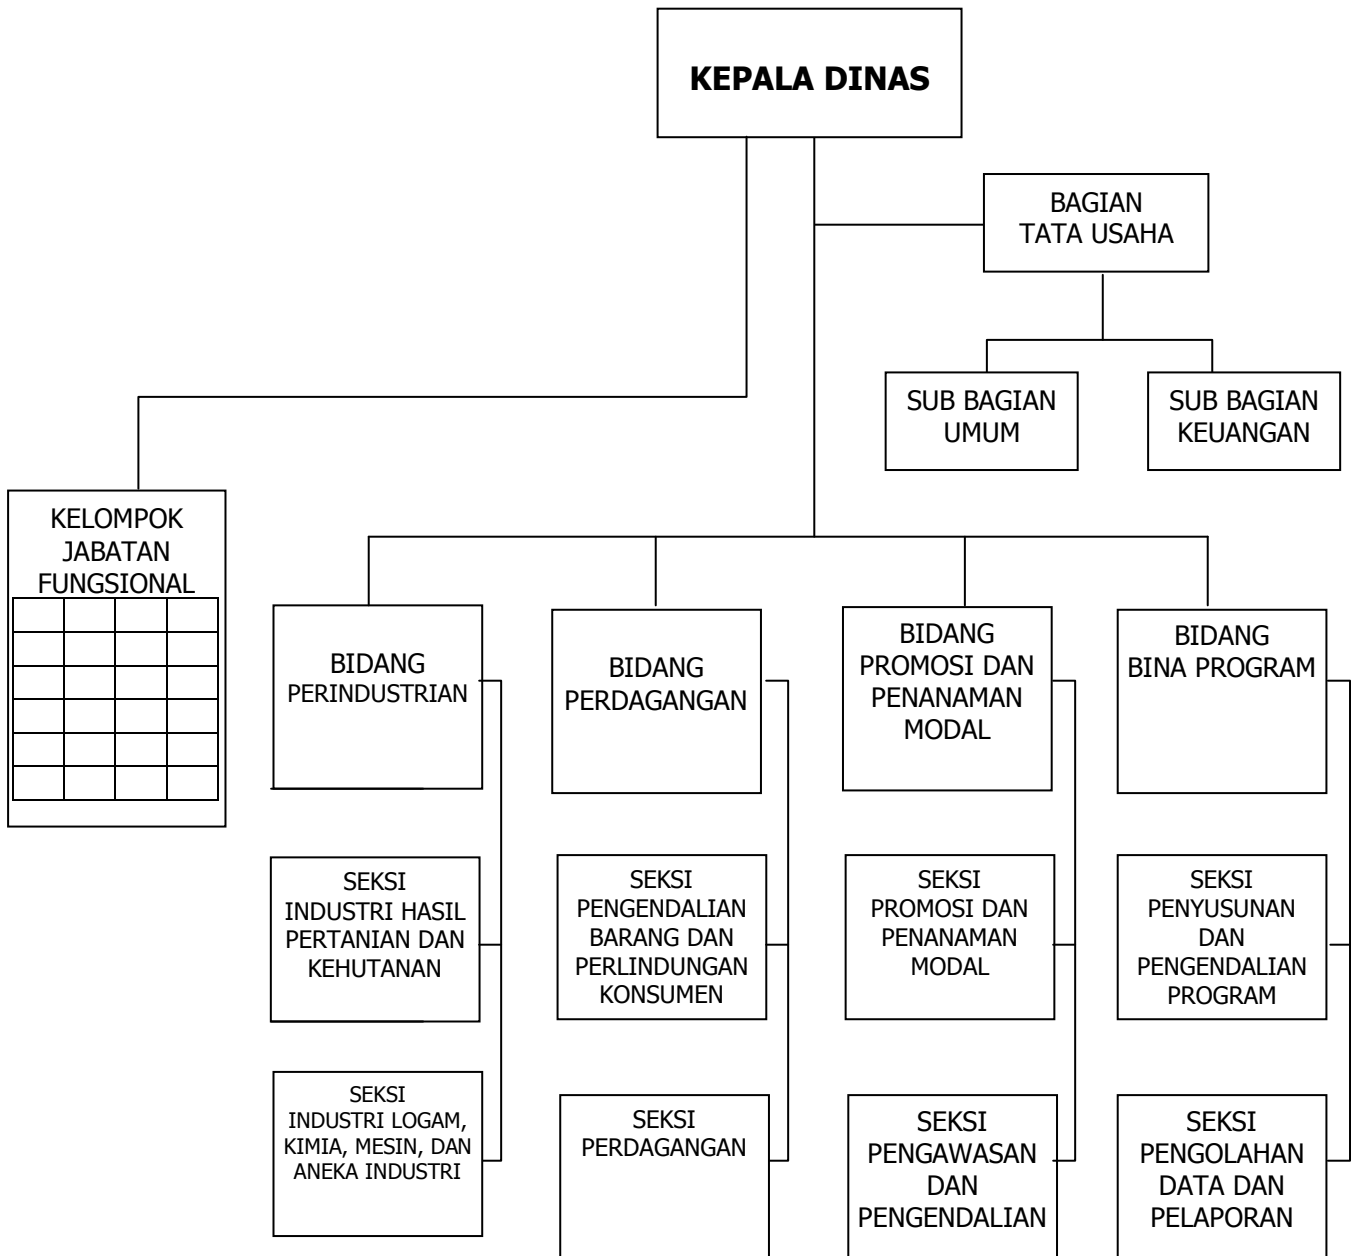 KEPALA DINAS
BAGIAN
TATA USAHA
SUB BAGIAN
UMUM
SUB BAGIAN
KEUANGAN
KELOMPOK
JABATAN
FUNGSIONAL
BIDANG
PERINDUSTRIAN
BIDANG
PERDAGANGAN
BIDANG
PROMOSI DAN
PENANAMAN
MODAL
BIDANG
BINA PROGRAM
SEKSI
INDUSTRI HASIL
PERTANIAN DAN
KEHUTANAN
SEKSI
PENGENDALIAN
BARANG DAN
PERLINDUNGAN
KONSUMEN
SEKSI
PROMOSI DAN
PENANAMAN
MODAL
SEKSI
PENYUSUNAN
DAN
PENGENDALIAN
PROGRAM
SEKSI
INDUSTRI LOGAM,
KIMIA, MESIN, DAN
ANEKA INDUSTRI
SEKSI
PERDAGANGAN
SEKSI
PENGAWASAN
DAN
PENGENDALIAN
SEKSI
PENGOLAHAN
DATA DAN
PELAPORAN